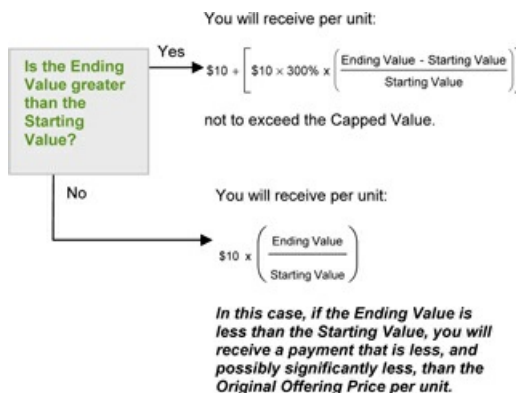 You will receive per unit:
Is the Ending
Value greater
than the
Starting
Value?
Yes
$10 + [ $10 × 300% x ( Ending Value - Starting Value
Starting Value ) ]
not to exceed the Capped Value.
No
You will receive per unit:
$10 x ( Ending Value
Starting Value )
In this case, if the Ending Value is
less than the Starting Value, you will
receive a payment that is less, and
possibly significantly less, than the
Original Offering Price per unit.